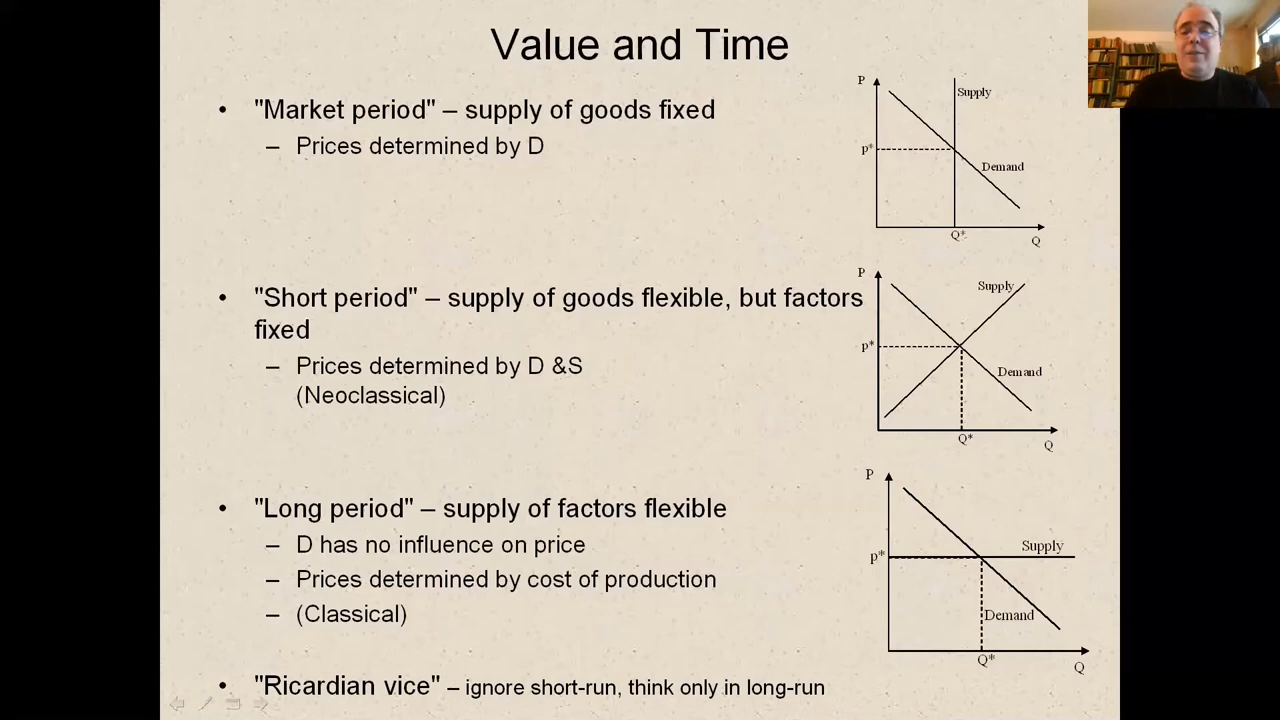 Value and Time
• "Market period" – supply of goods fixed
– Prices determined by D
P
Supply
p*
Demand
Q*
Q
• "Short period" – supply of goods flexible, but factors
fixed
– Prices determined by D &S
(Neoclassical)
P
Supply
p*
Demand
Q*
Q
• "Long period" – supply of factors flexible
– D has no influence on price
– Prices determined by cost of production
– (Classical)
P
Supply
p*
Demand
Q*
Q
• "Ricardian vice" – ignore short-run, think only in long-run